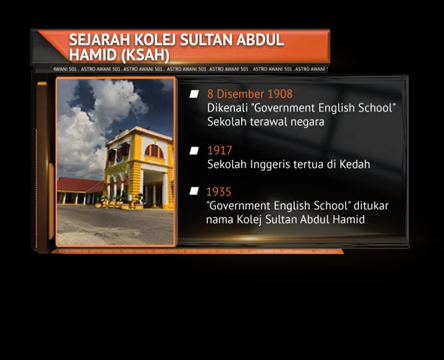 SEJARAH KOLEJ SULTAN ABDUL
HAMID (KSAH)
AWANI 501 . ASTRO AWANI 501 . ASTRO AWANI 501 . ASTRO AWANI 501 . ASTRO AWANI 501 . ASTRO AWANI
8 Disember 1908
Dikenali "Government English School"
Sekolah terawal negara
1917
Sekolah Inggeris tertua di Kedah
1935
"Government English School" ditukar
nama Kolej Sultan Abdul Hamid